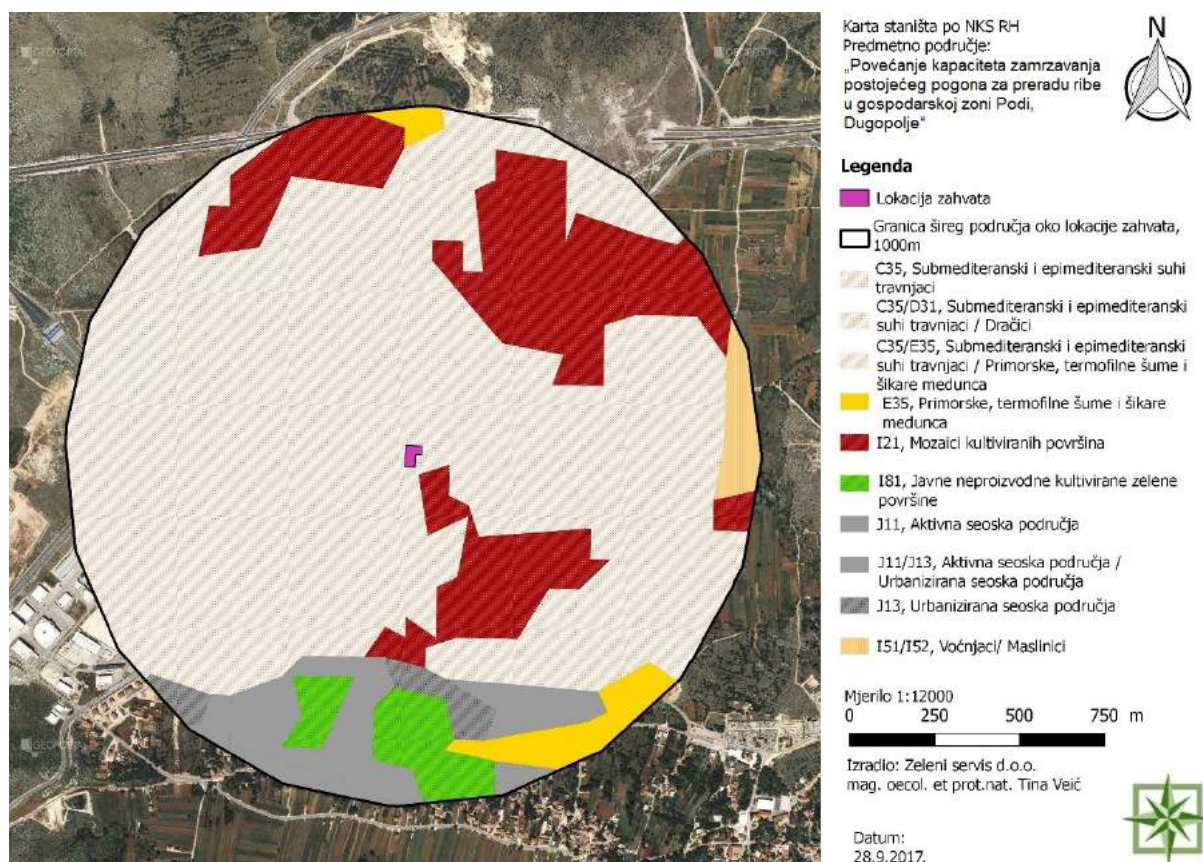 GEOPORTAL
GEOPORTAL
GEOPORTAL
Karta staništa po NKS RH
Predmetno područje:
„Povećanje kapaciteta zamrzavanja
postojećeg pogona za preradu ribe
u gospodarskoj zoni Podi,
Dugopolje“
N
Legenda
Lokacija zahvata
Granica šireg područja oko lokacije zahvata,
1000m
C35, Submediteranski i epimediteranski suhi
travnjaci
C35/D31, Submediteranski i epimediteranski
suhi travnjaci / Dračici
C35/E35, Submediteranski i epimediteranski
suhi travnjaci / Primorske, termofilne šume i
šikare medunca
E35, Primorske, termofilne šume i šikare
medunca
I21, Mozaici kultiviranih površina
I81, Javne neproizvodne kultivirane zelene
površine
J11, Aktivna seoska područja
J11/J13, Aktivna seoska područja /
Urbanizirana seoska područja
J13, Urbanizirana seoska područja
I51/I52, Voćnjaci/ Maslinici
Mjerilo 1:12000
0 250 500 750 m
Izradio: Zeleni servis d.o.o.
mag. oecol. et prot.nat. Tina Veić
Datum:
28.9.2017.